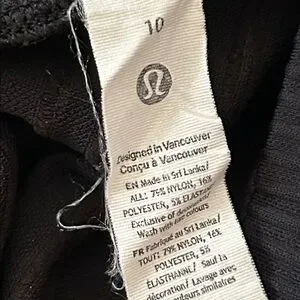 10
Designed in Vancouver
Conçu à Vancouver
EN Made in Sri Lanka/
ALL: 79% NYLON, 16%
POLYESTER, 5% ELASTAN
Exclusive of decoration/
Wash with like colours
FR Fabriqué au Sri Lanka/
TOUT: 79% NYLON, 16%
POLYESTER, 5%
ÉLASTHANNE/ Sauf la
décoration/ Lavage avec
couleurs similaires